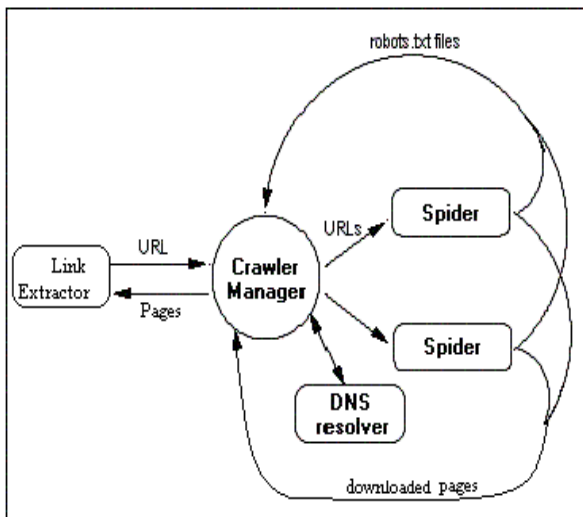 robots.txt files
Spider
URLs
URL
Link
Extractor
Crawler
Manager
Pages
Spider
DNS
resolver
downloaded pages